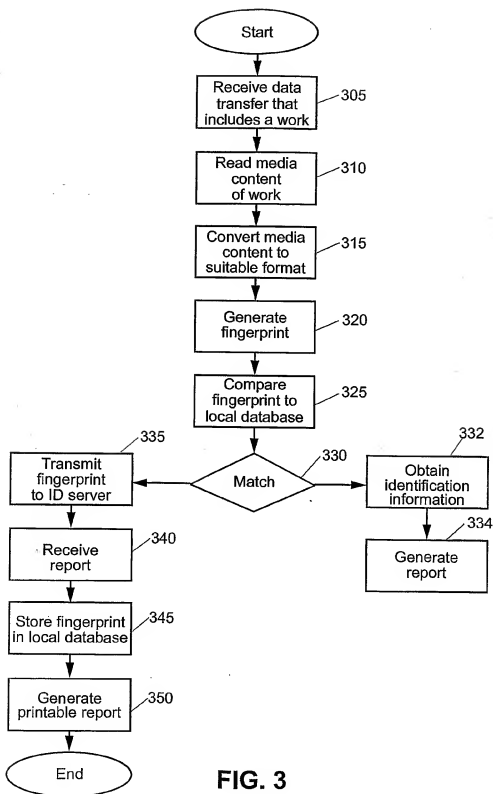 Start
Receive data
transfer that
includes a work
305
Read media
content
of work
310
Convert media
content to
suitable format
315
Generate
fingerprint
320
Compare
fingerprint to
local database
325
Match
330
335
Transmit
fingerprint
to ID server
332
Obtain
identification
information
334
Generate
report
Receive
report
340
Store fingerprint
in local database
345
Generate
printable report
350
End
FIG. 3